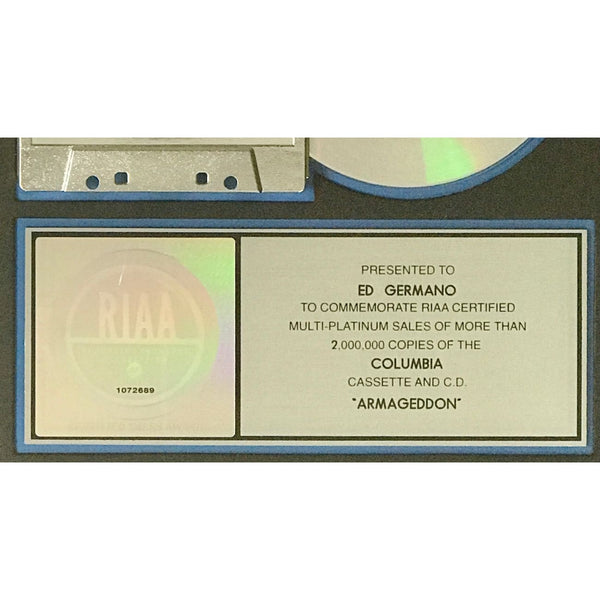 RIAA
1072689
PRESENTED TO
ED GERMANO
TO COMMEMORATE RIAA CERTIFIED
MULTI-PLATINUM SALES OF MORE THAN
2,000,000 COPIES OF THE
COLUMBIA
CASSETTE AND C.D.
"ARMAGEDDON"